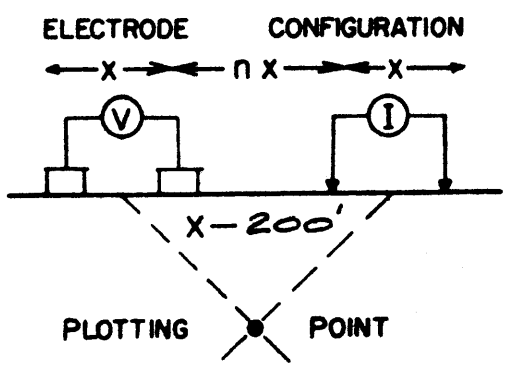 ELECTRODE CONFIGURATION
x n x x
V I
x — 200'
PLOTTING POINT